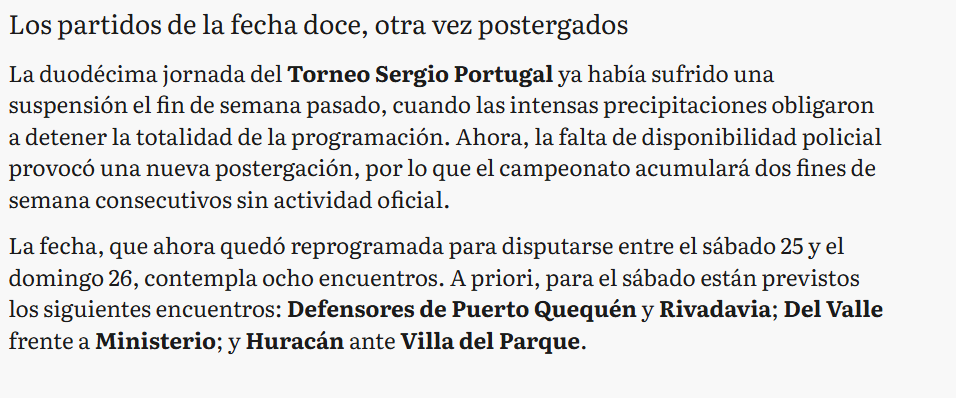 Los partidos de la fecha doce, otra vez postergados
La duodécima jornada del Torneo Sergio Portugal ya había sufrido una
suspensión el fin de semana pasado, cuando las intensas precipitaciones obligaron
a detener la totalidad de la programación. Ahora, la falta de disponibilidad policial
provocó una nueva postergación, por lo que el campeonato acumulará dos fines de
semana consecutivos sin actividad oficial.
La fecha, que ahora quedó reprogramada para disputarse entre el sábado 25 y el
domingo 26, contempla ocho encuentros. A priori, para el sábado están previstos
los siguientes encuentros: Defensores de Puerto Quequén y Rivadavia; Del Valle
frente a Ministerio; y Huracán ante Villa del Parque.